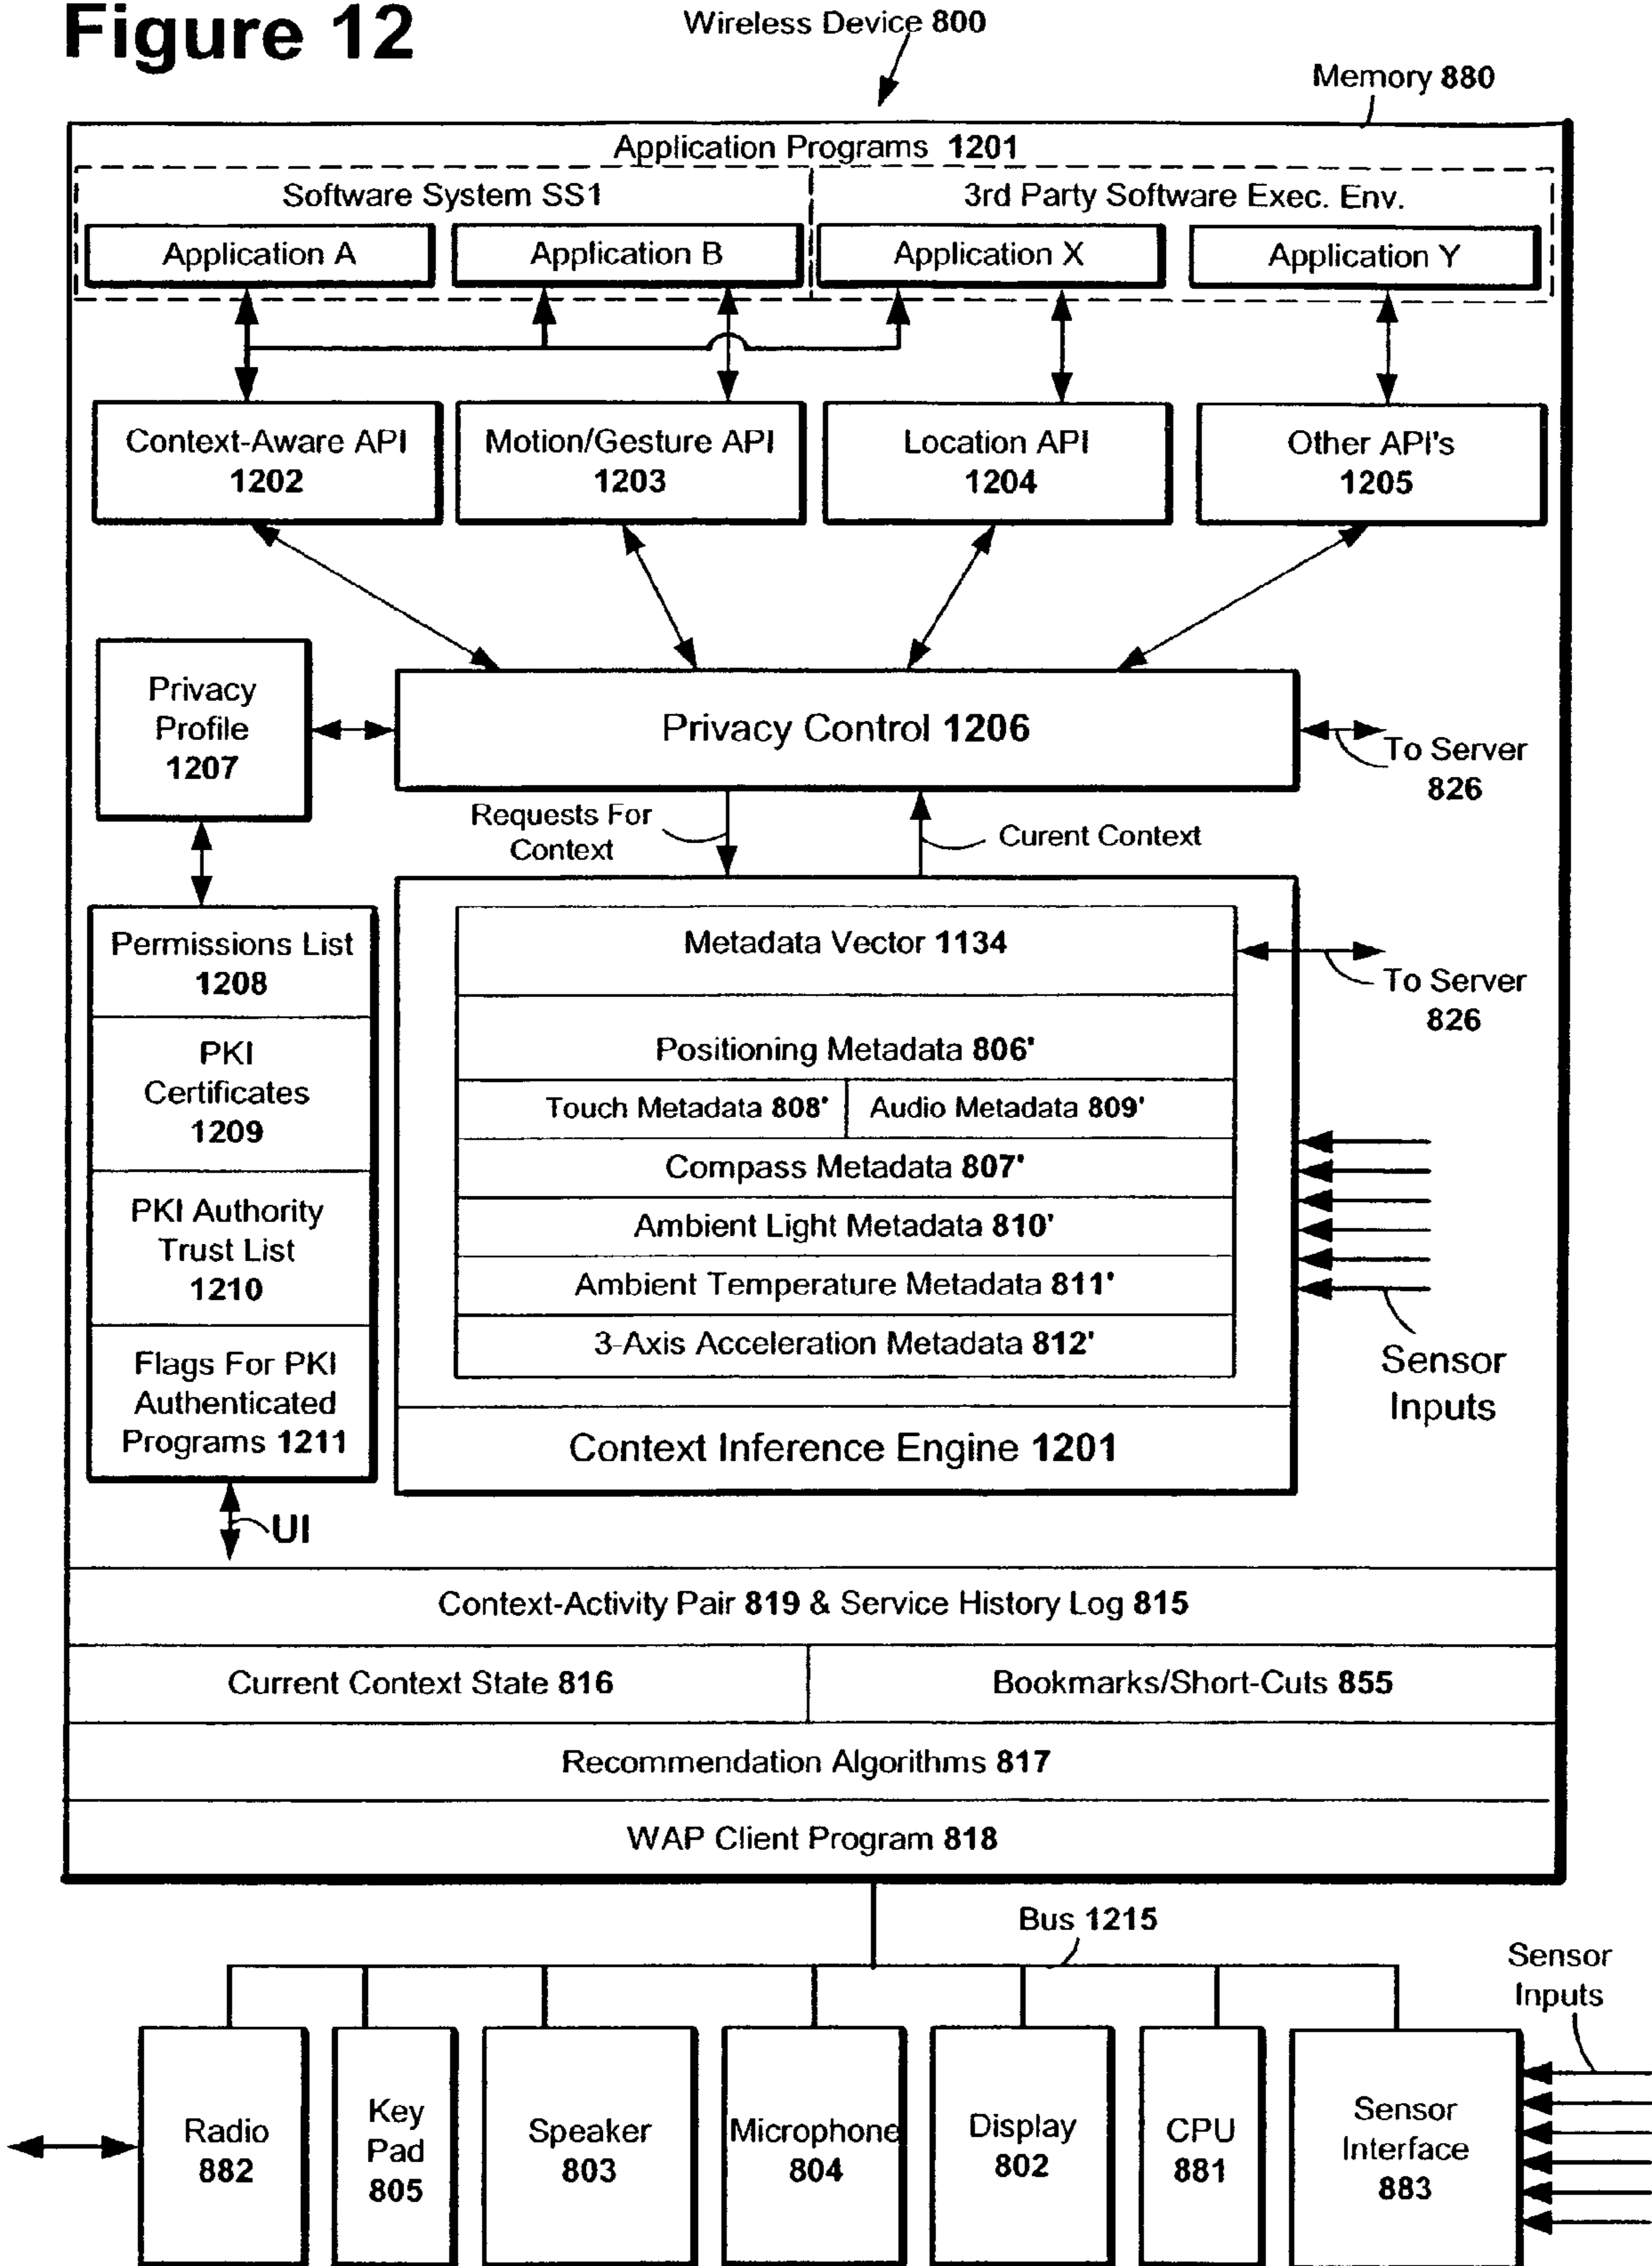 Figure 12
Wireless Device 800
Memory 880
Application Programs 1201
Software System SS1
3rd Party Software Exec. Env.
Application A
Application B
Application X
Application Y
Context-Aware API
1202
Motion/Gesture API
1203
Location API
1204
Other API's
1205
Privacy
Profile
1207
Privacy Control 1206
To Server
826
Requests For
Context
Curent Context
Permissions List
1208
PKI
Certificates
1209
PKI Authority
Trust List
1210
Flags For PKI
Authenticated
Programs 1211
UI
Metadata Vector 1134
To Server
826
Positioning Metadata 806'
Touch Metadata 808'
Audio Metadata 809'
Compass Metadata 807'
Ambient Light Metadata 810'
Ambient Temperature Metadata 811'
3-Axis Acceleration Metadata 812'
Sensor
Inputs
Context Inference Engine 1201
Context-Activity Pair 819 & Service History Log 815
Current Context State 816
Bookmarks/Short-Cuts 855
Recommendation Algorithms 817
WAP Client Program 818
Bus 1215
Sensor
Inputs
Radio
882
Key
Pad
805
Speaker
803
Microphone
804
Display
802
CPU
881
Sensor
Interface
883